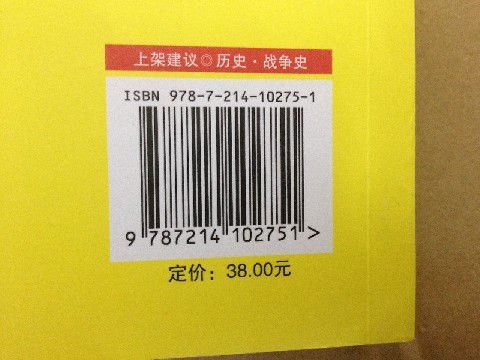 上架建议◎历史·战争史
ISBN 978-7-214-10275-1
9 787214 102751 >
定价：38.00元